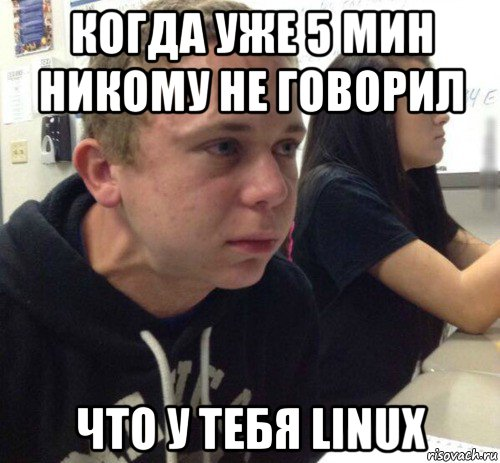 КОГДА УЖЕ 5 МИН
НИКОМУ НЕ ГОВОРИЛ
ЧТО У ТЕБЯ LINUX
risovach.ru